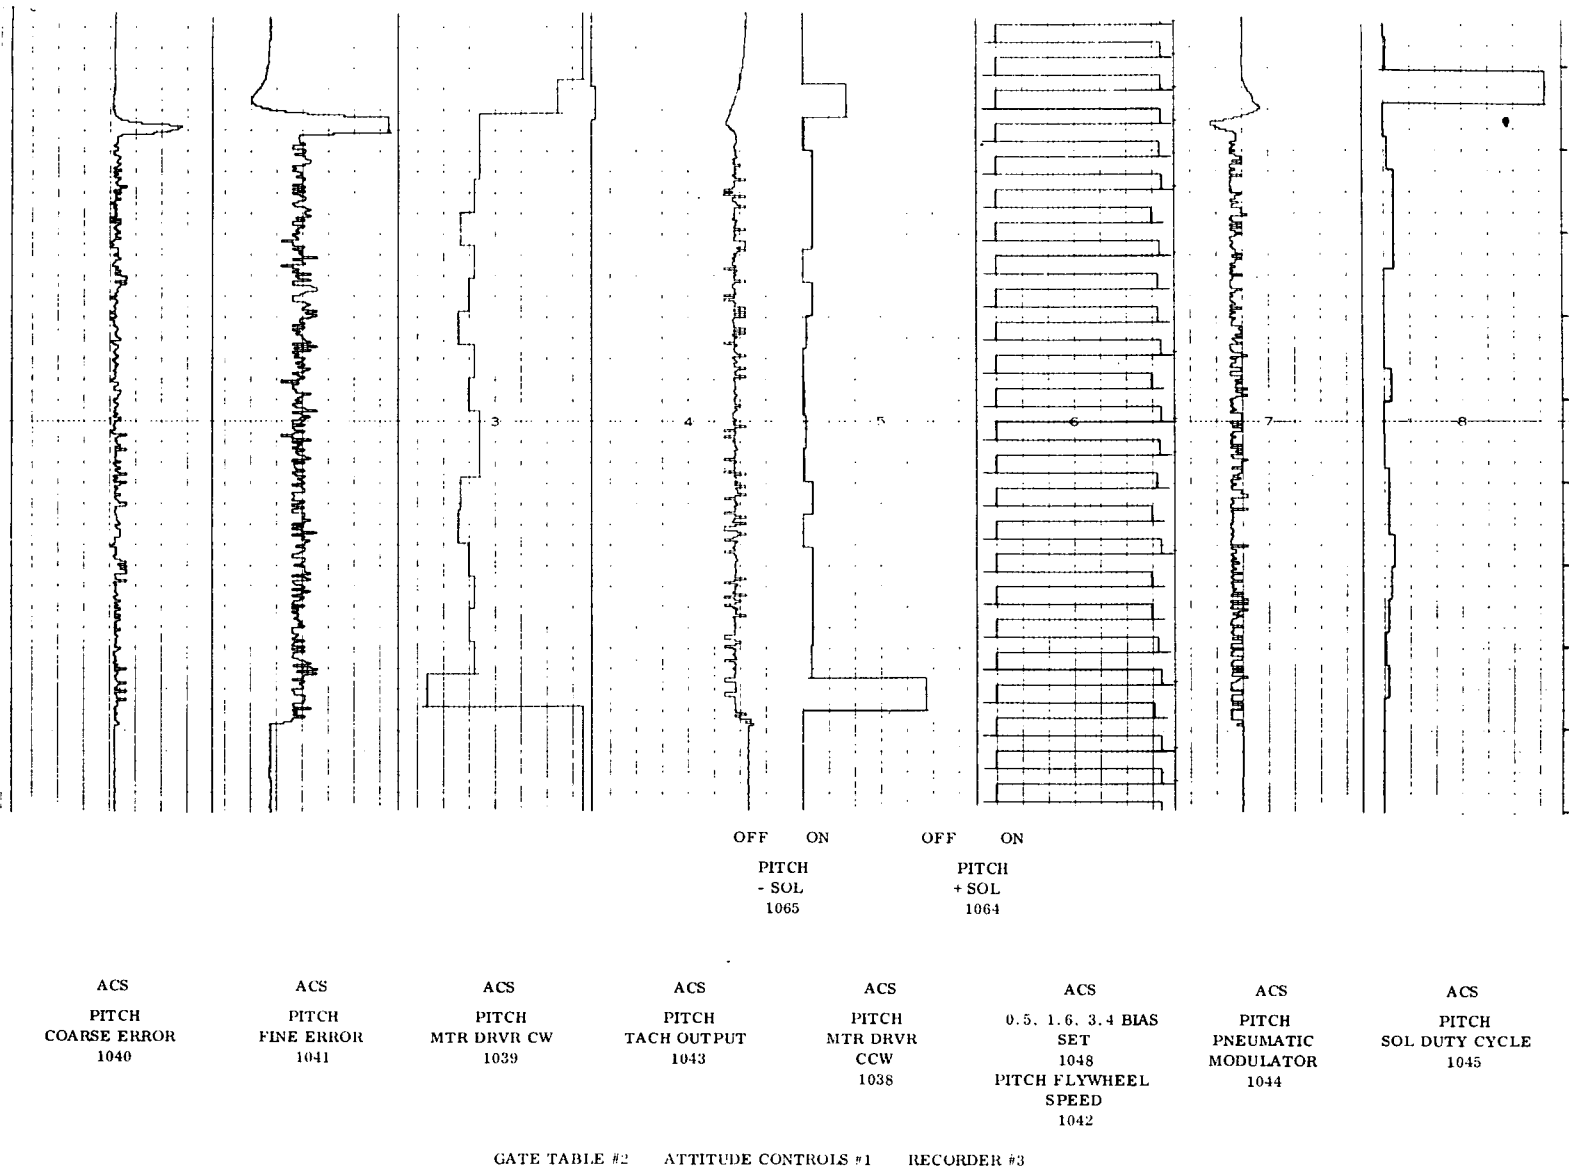 3 4 5 6 7 8
OFF ON OFF ON
PITCH
- SOL
1065
PITCH
+ SOL
1064
ACS
PITCH
COARSE ERROR
1040
ACS
PITCH
FINE ERROR
1041
ACS
PITCH
MTR DRVR CW
1039
ACS
PITCH
TACH OUTPUT
1043
ACS
PITCH
MTR DRVR
CCW
1038
ACS
0.5, 1.6, 3.4 BIAS
SET
1048
PITCH FLYWHEEL
SPEED
1042
ACS
PITCH
PNEUMATIC
MODULATOR
1044
ACS
PITCH
SOL DUTY CYCLE
1045
GATE TABLE #2 ATTITUDE CONTROLS #1 RECORDER #3